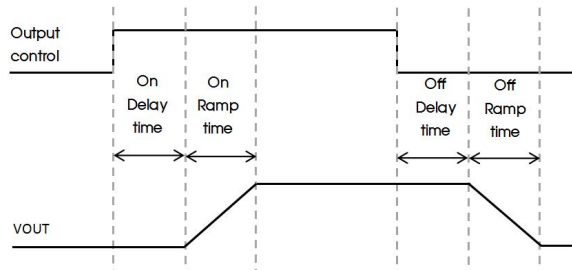 Output
control
On
Delay
time
On
Ramp
time
Off
Delay
time
Off
Ramp
time
VOUT